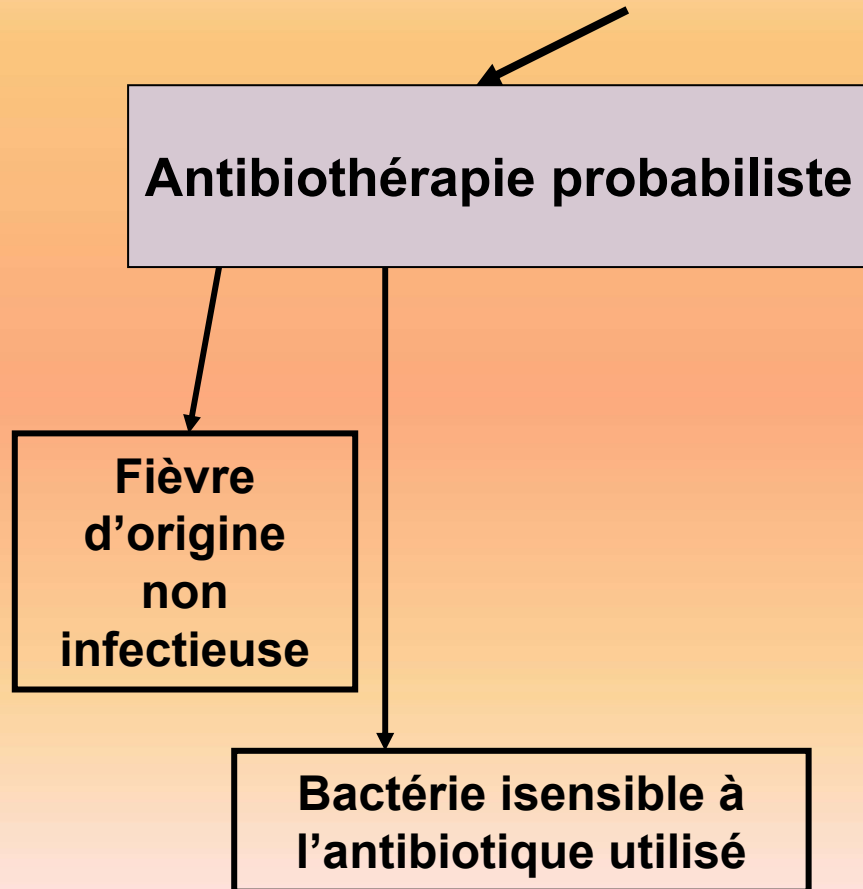 Antibiothérapie probabiliste
Fièvre
d’origine
non
infectieuse
Bactérie isensible à
l’antibiotique utilisé